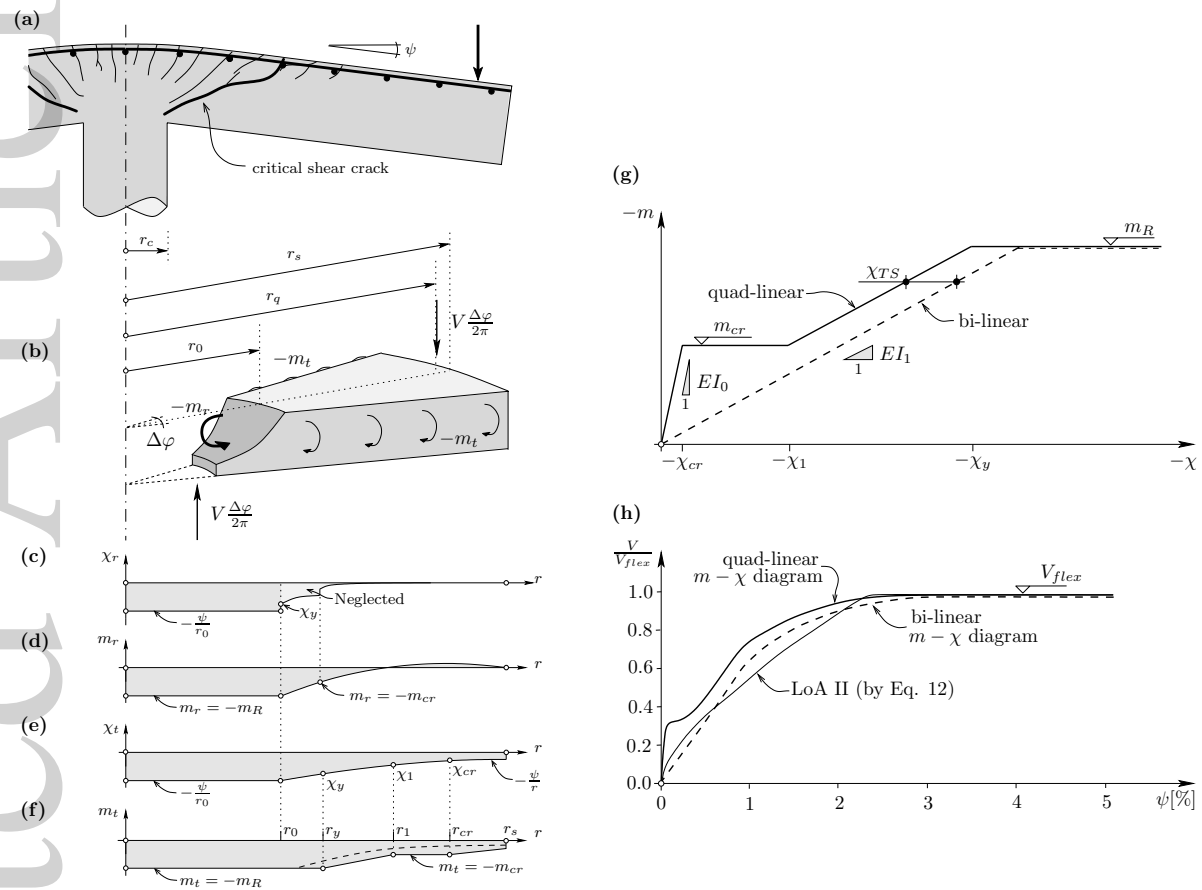 (a)
ψ
critical shear crack
r_c
r_s
r_q
r_0
(b)
V Δφ/2π
−m_t
−m_r
Δφ
−m_t
V Δφ/2π
(c)
χ_r
r
Neglected
χ_y
−ψ/r_0
(d)
m_r
r
m_r = −m_cr
m_r = −m_R
(e)
χ_t
r
χ_y
χ_1
χ_cr
−ψ/r
−ψ/r_0
(f)
m_t
r_0
r_y
r_1
r_cr
r_s
r
m_t = −m_cr
m_t = −m_R
(g)
−m
m_R
χ_TS
quad-linear
bi-linear
m_cr
EI_1
1
EI_0
1
−χ_cr
−χ_1
−χ_y
−χ
(h)
V/V_flex
quad-linear
m − χ diagram
V_flex
1.0
bi-linear
m − χ diagram
0.8
0.6
LoA II (by Eq. 12)
0.4
0.2
0.0
0
1
2
3
4
5
ψ[%]